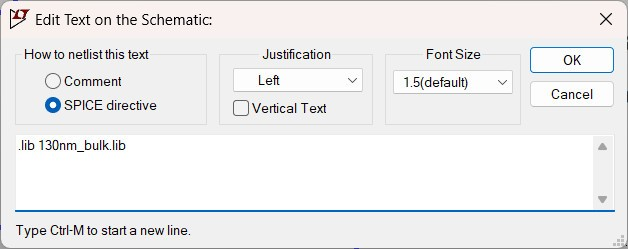 Edit Text on the Schematic:
How to netlist this text
Comment
SPICE directive
Justification
Left
Vertical Text
Font Size
1.5(default)
OK
Cancel
.lib 130nm_bulk.lib
Type Ctrl-M to start a new line.